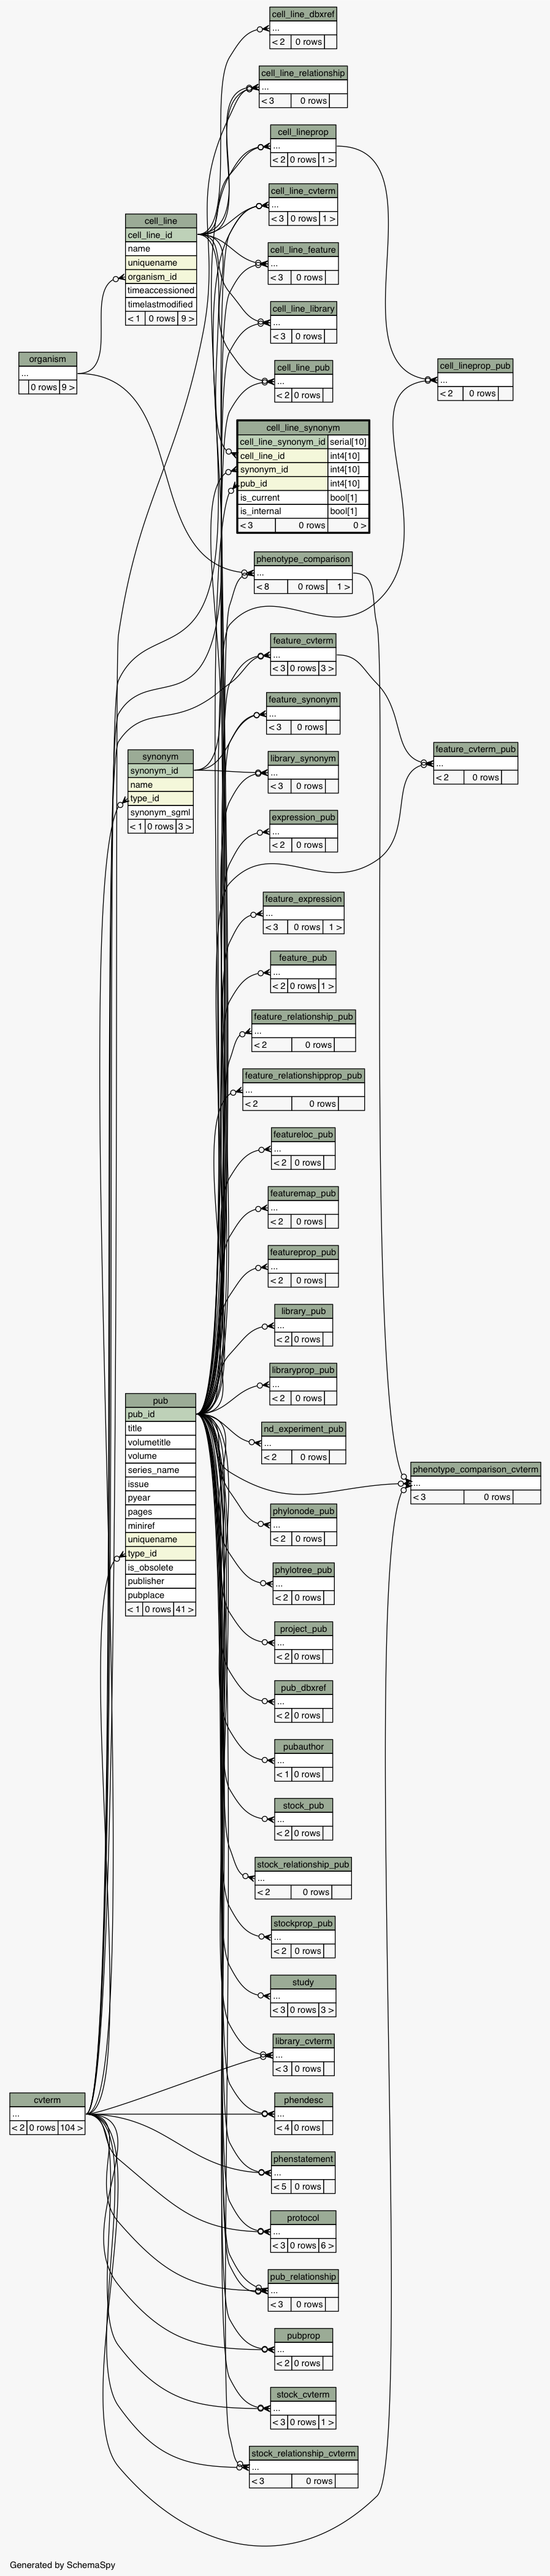 cell_line_dbxref
...
< 2 0 rows
cell_line_relationship
...
< 3 0 rows
cell_lineprop
...
< 2 0 rows 1 >
cell_line_cvterm
...
< 3 0 rows 1 >
cell_line
cell_line_id
name
uniquename
organism_id
timeaccessioned
timelastmodified
< 1 0 rows 9 >
cell_line_feature
...
< 3 0 rows
cell_line_library
...
< 3 0 rows
organism
...
0 rows 9 >
cell_line_pub
...
< 2 0 rows
cell_lineprop_pub
...
< 2 0 rows
cell_line_synonym
cell_line_synonym_id serial[10]
cell_line_id int4[10]
synonym_id int4[10]
pub_id int4[10]
is_current bool[1]
is_internal bool[1]
< 3 0 rows 0 >
phenotype_comparison
...
< 8 0 rows 1 >
feature_cvterm
...
< 3 0 rows 3 >
feature_synonym
...
< 3 0 rows
synonym
synonym_id
name
type_id
synonym_sgml
< 1 0 rows 3 >
library_synonym
...
< 3 0 rows
feature_cvterm_pub
...
< 2 0 rows
expression_pub
...
< 2 0 rows
feature_expression
...
< 3 0 rows 1 >
feature_pub
...
< 2 0 rows 1 >
feature_relationship_pub
...
< 2 0 rows
feature_relationshipprop_pub
...
< 2 0 rows
featureloc_pub
...
< 2 0 rows
featuremap_pub
...
< 2 0 rows
featureprop_pub
...
< 2 0 rows
library_pub
...
< 2 0 rows
libraryprop_pub
...
< 2 0 rows
pub
pub_id
title
volumetitle
volume
series_name
issue
pyear
pages
miniref
uniquename
type_id
is_obsolete
publisher
pubplace
< 1 0 rows 41 >
nd_experiment_pub
...
< 2 0 rows
phenotype_comparison_cvterm
...
< 3 0 rows
phylonode_pub
...
< 2 0 rows
phylotree_pub
...
< 2 0 rows
project_pub
...
< 2 0 rows
pub_dbxref
...
< 2 0 rows
pubauthor
...
< 1 0 rows
stock_pub
...
< 2 0 rows
stock_relationship_pub
...
< 2 0 rows
stockprop_pub
...
< 2 0 rows
study
...
< 3 0 rows 3 >
library_cvterm
...
< 3 0 rows
cvterm
...
< 2 0 rows 104 >
phendesc
...
< 4 0 rows
phenstatement
...
< 5 0 rows
protocol
...
< 3 0 rows 6 >
pub_relationship
...
< 3 0 rows
pubprop
...
< 2 0 rows
stock_cvterm
...
< 3 0 rows 1 >
stock_relationship_cvterm
...
< 3 0 rows
Generated by SchemaSpy